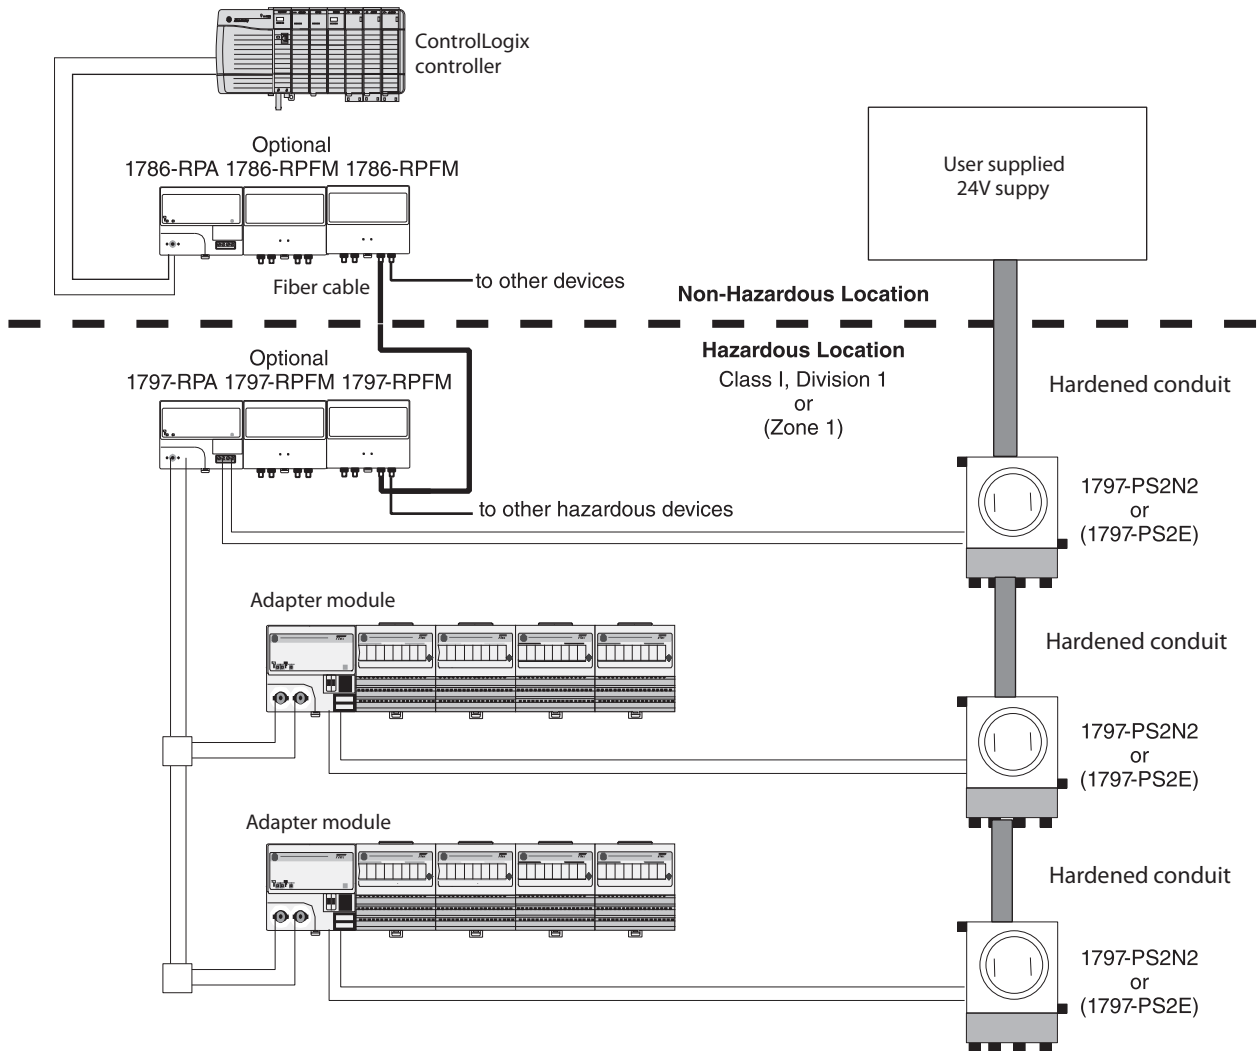 ControlLogix
controller
Optional
1786-RPA 1786-RPFM 1786-RPFM
User supplied
24V suppy
Fiber cable
to other devices
Non-Hazardous Location
Hazardous Location
Class I, Division 1
or
(Zone 1)
Hardened conduit
Optional
1797-RPA 1797-RPFM 1797-RPFM
1797-PS2N2
or
(1797-PS2E)
to other hazardous devices
Adapter module
Hardened conduit
1797-PS2N2
or
(1797-PS2E)
Adapter module
Hardened conduit
1797-PS2N2
or
(1797-PS2E)